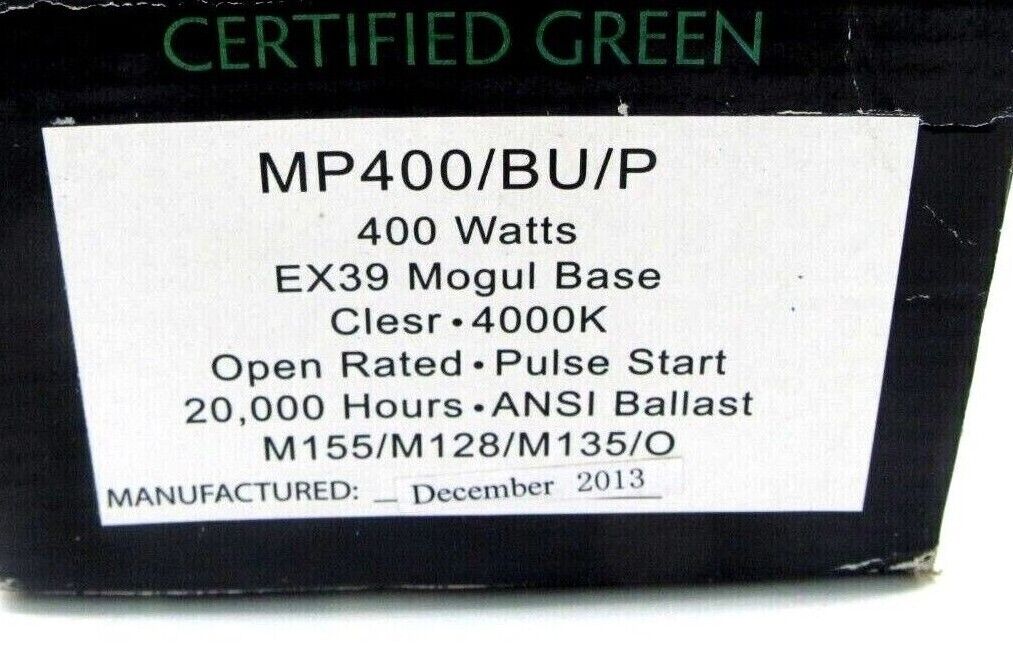 CERTIFIED GREEN
MP400/BU/P
400 Watts
EX39 Mogul Base
Clesr • 4000K
Open Rated • Pulse Start
20,000 Hours • ANSI Ballast
M155/M128/M135/O
MANUFACTURED: _ December 2013